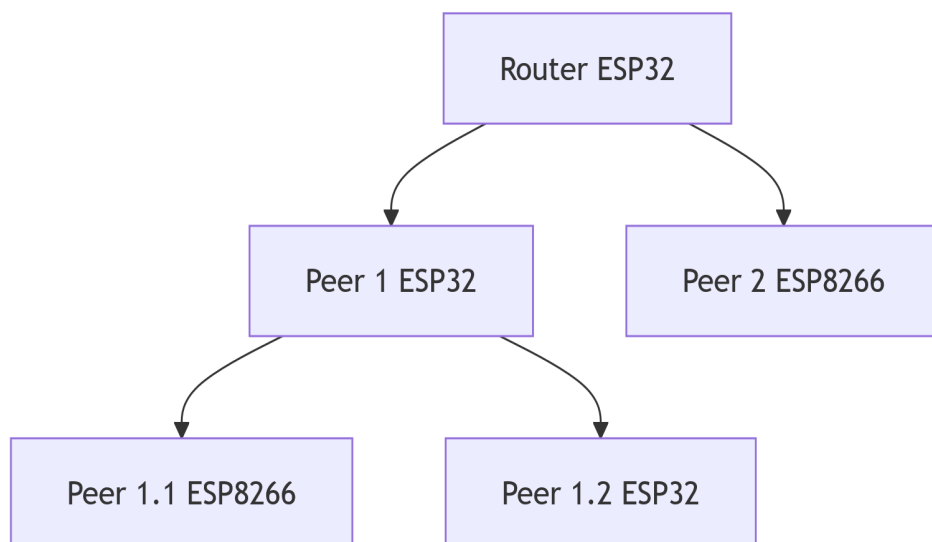 Router ESP32
Peer 1 ESP32
Peer 2 ESP8266
Peer 1.1 ESP8266
Peer 1.2 ESP32